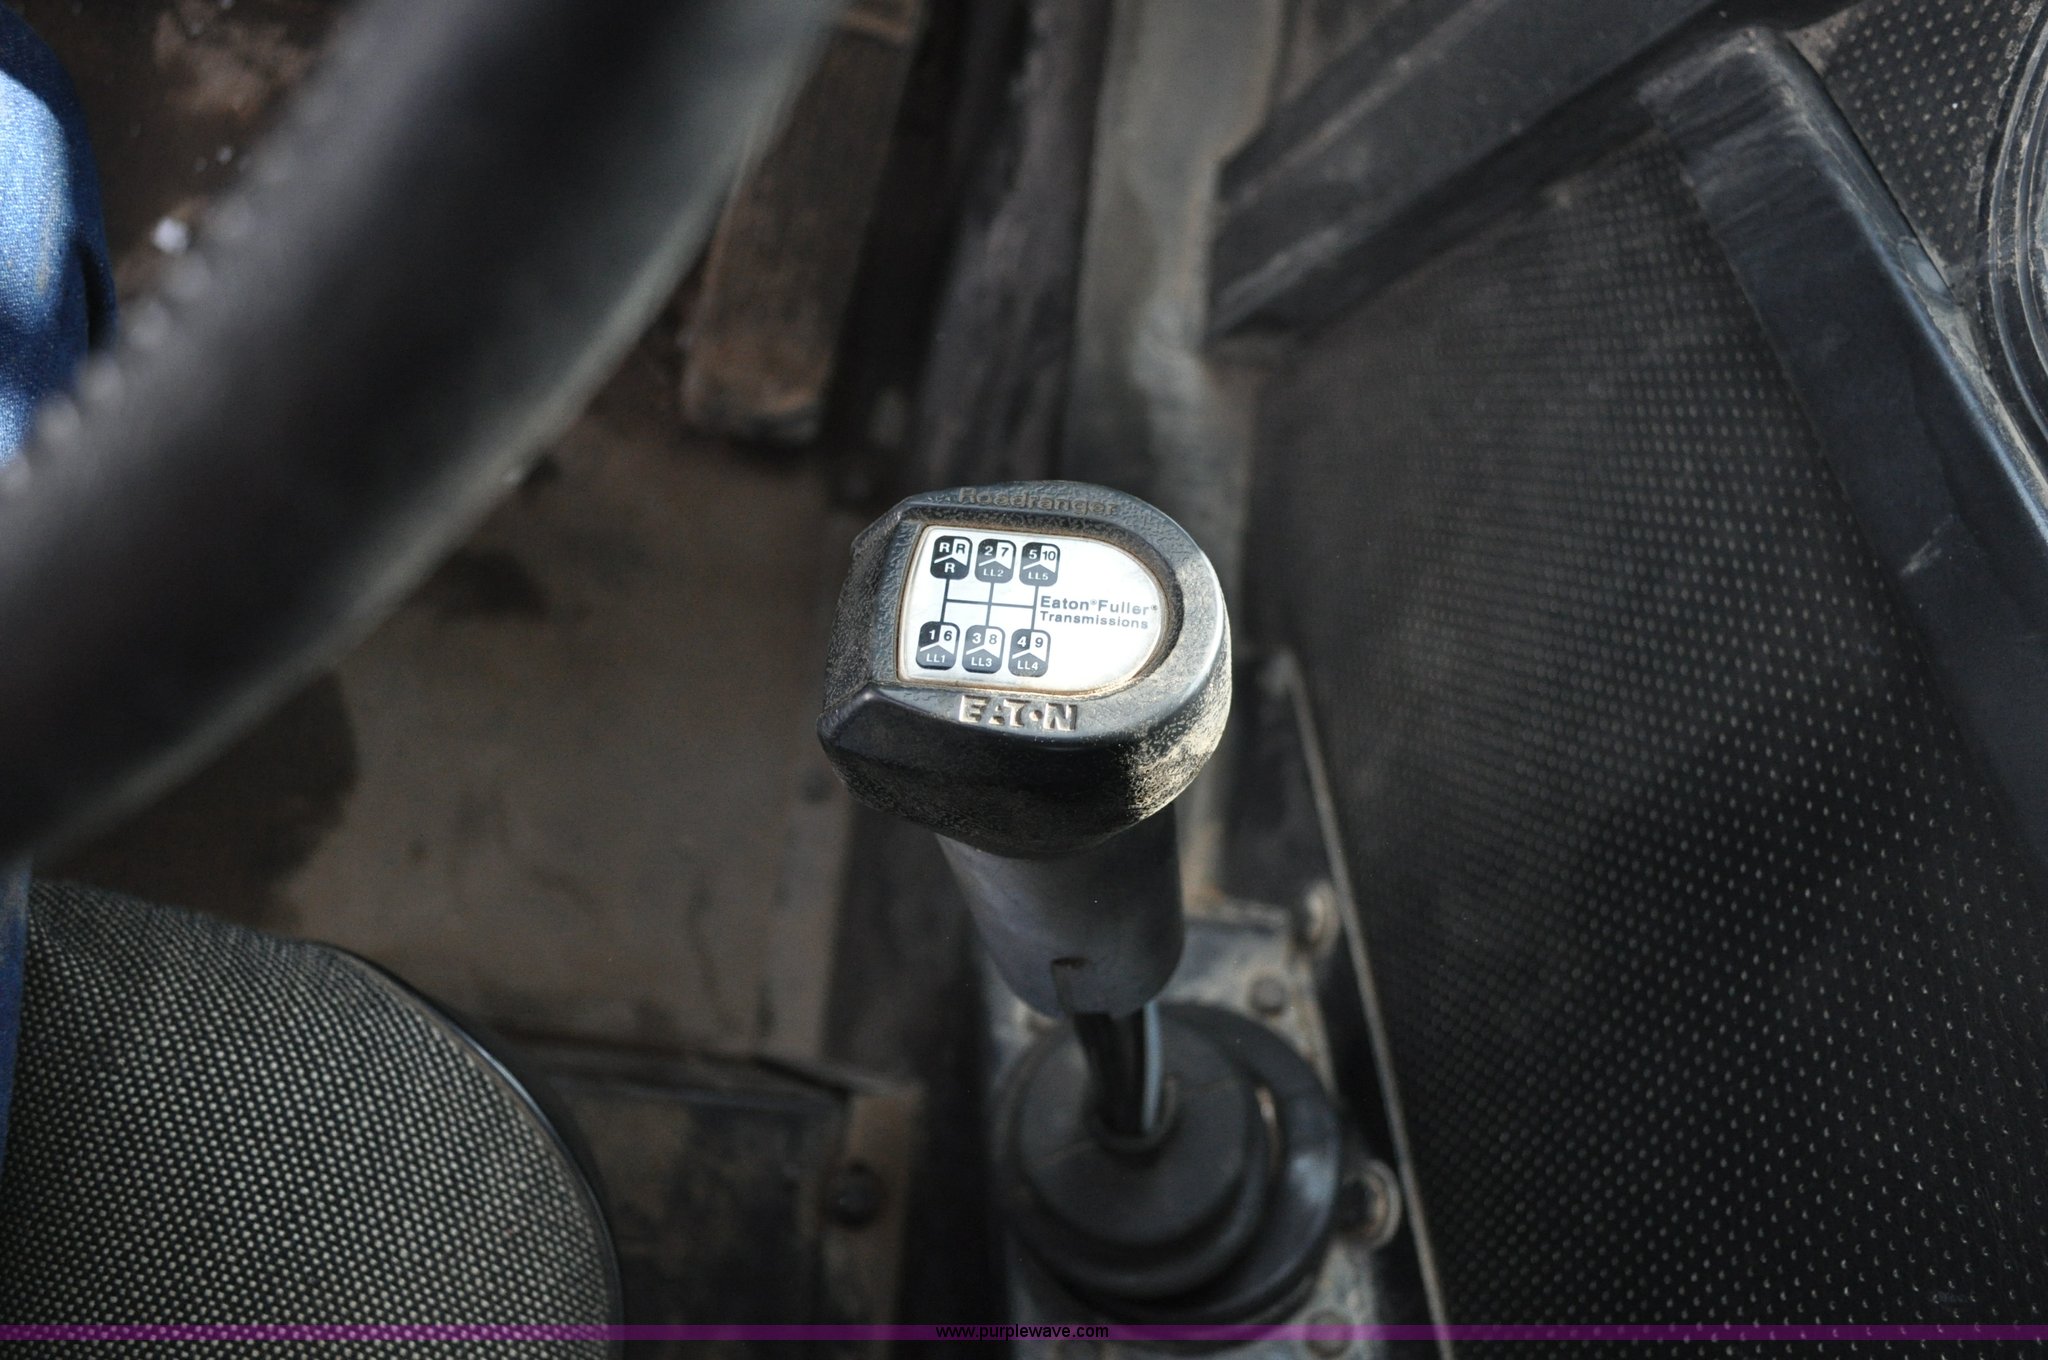 Roadranger
R R 2 7 5 10
R LL2 LL5
Eaton®Fuller®
Transmissions
1 6 3 8 4 9
LL1 LL3 LL4
EATON
www.purplewave.com